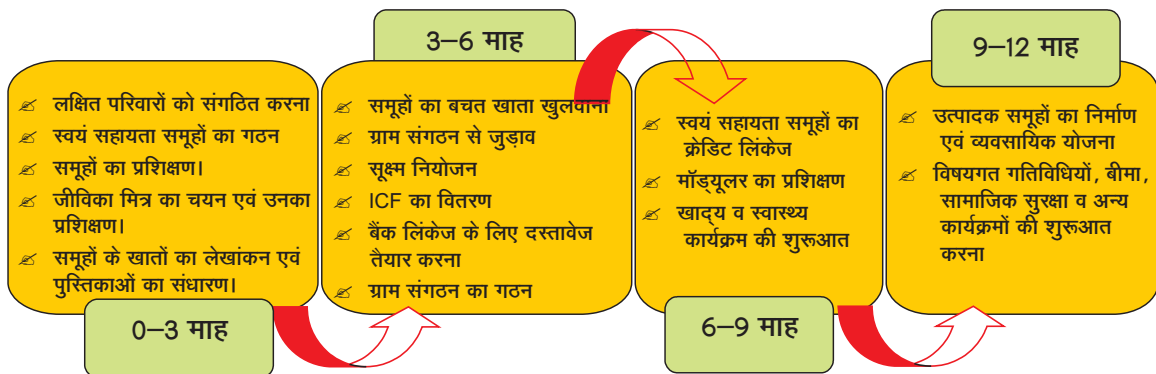 0–3 माह
लक्षित परिवारों को संगठित करना
स्वयं सहायता समूहों का गठन
समूहों का प्रशिक्षण।
जीविका मित्र का चयन एवं उनका
प्रशिक्षण।
समूहों के खातों का लेखांकन एवं
पुस्तिकाओं का संधारण।
3–6 माह
समूहों का बचत खाता खुलवाना
ग्राम संगठन से जुड़ाव
सूक्ष्म नियोजन
ICF का वितरण
बैंक लिंकेज के लिए दस्तावेज
तैयार करना
ग्राम संगठन का गठन
6–9 माह
स्वयं सहायता समूहों का
क्रेडिट लिंकेज
मॉड्यूलर का प्रशिक्षण
खाद्य व स्वास्थ्य
कार्यक्रम की शुरूआत
9–12 माह
उत्पादक समूहों का निर्माण
एवं व्यवसायिक योजना
विषयगत गतिविधियों, बीमा,
सामाजिक सुरक्षा व अन्य
कार्यक्रमों की शुरूआत
करना